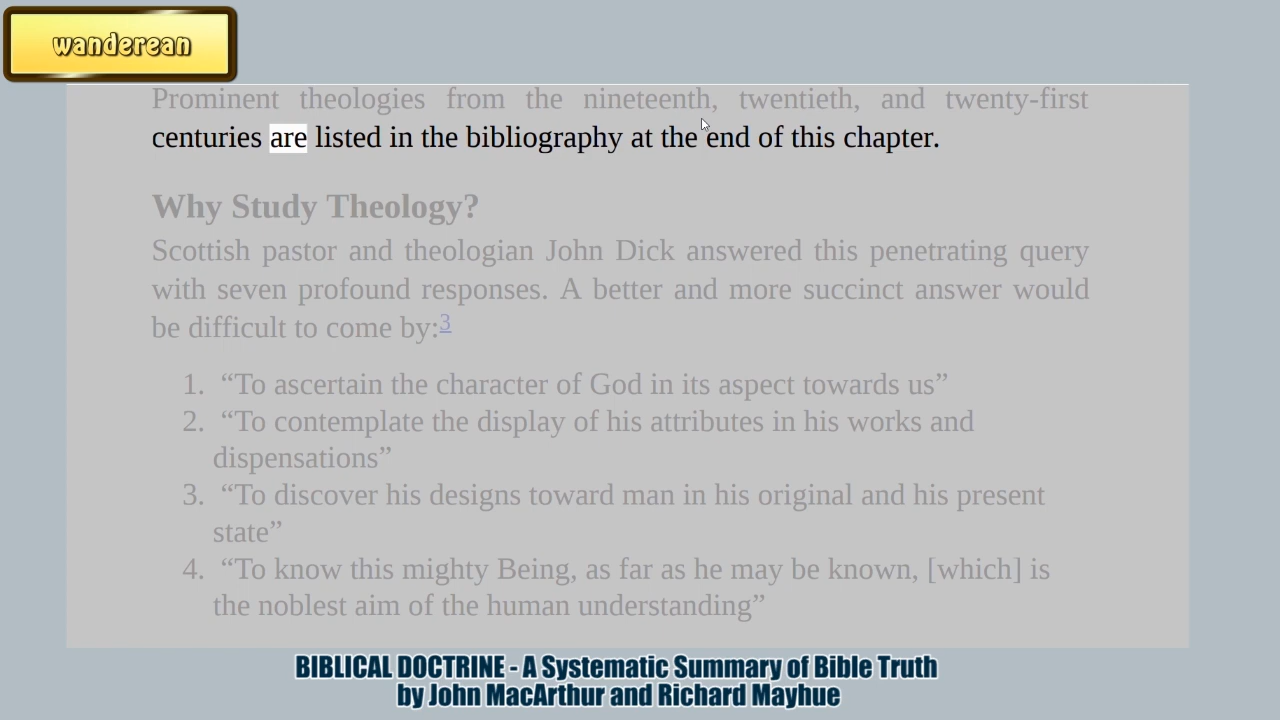 wanderean
Prominent theologies from the nineteenth, twentieth, and twenty-first
centuries are listed in the bibliography at the end of this chapter.
Why Study Theology?
Scottish pastor and theologian John Dick answered this penetrating query
with seven profound responses. A better and more succinct answer would
be difficult to come by:3
1. “To ascertain the character of God in its aspect towards us”
2. “To contemplate the display of his attributes in his works and
dispensations”
3. “To discover his designs toward man in his original and his present
state”
4. “To know this mighty Being, as far as he may be known, [which] is
the noblest aim of the human understanding”
BIBLICAL DOCTRINE - A Systematic Summary of Bible Truth
by John MacArthur and Richard Mayhue